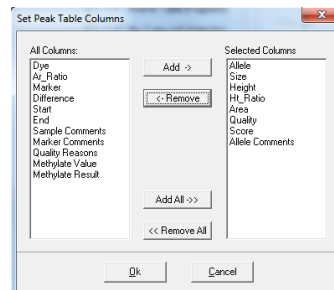 Set Peak Table Columns
All Columns:
Dye
Ar_Ratio
Marker
Difference
Start
End
Sample Comments
Marker Comments
Quality Reasons
Methylate Value
Methylate Result
Add ->
<- Remove
Add All ->>
<< Remove All
Selected Columns
Allele
Size
Height
Ht_Ratio
Area
Quality
Score
Allele Comments
Ok
Cancel